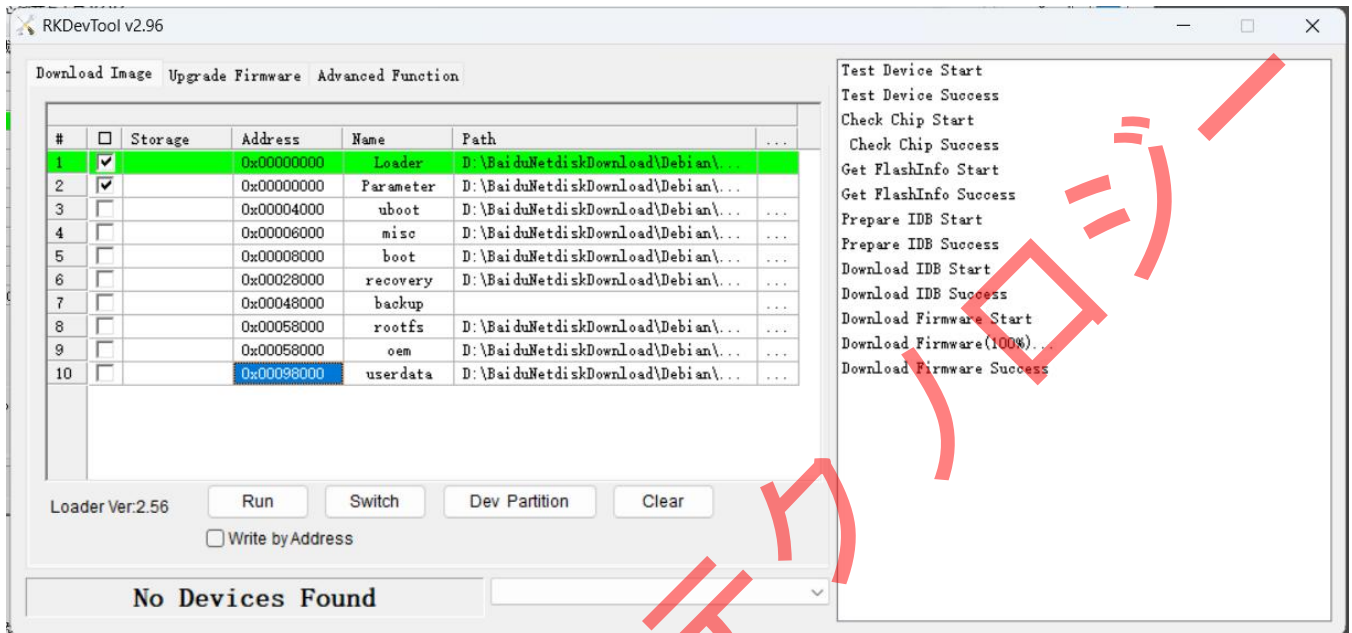 RKDevTool v2.96
Download Image Upgrade Firmware Advanced Function
# Storage Address Name Path ...
1 0x00000000 Loader D:\BaiduNetdiskDownload\Debian\...
2 0x00000000 Parameter D:\BaiduNetdiskDownload\Debian\...
3 0x00004000 uboot D:\BaiduNetdiskDownload\Debian\... ...
4 0x00006000 misc D:\BaiduNetdiskDownload\Debian\... ...
5 0x00008000 boot D:\BaiduNetdiskDownload\Debian\... ...
6 0x00028000 recovery D:\BaiduNetdiskDownload\Debian\... ...
7 0x00048000 backup ...
8 0x00058000 rootfs D:\BaiduNetdiskDownload\Debian\... ...
9 0x00058000 oem D:\BaiduNetdiskDownload\Debian\... ...
10 0x00098000 userdata D:\BaiduNetdiskDownload\Debian\... ...
Loader Ver:2.56 Run Switch Dev Partition Clear
Write by Address
No Devices Found
Test Device Start
Test Device Success
Check Chip Start
Check Chip Success
Get FlashInfo Start
Get FlashInfo Success
Prepare IDB Start
Prepare IDB Success
Download IDB Start
Download IDB Success
Download Firmware Start
Download Firmware(100%)...
Download Firmware Success
テクノロジー